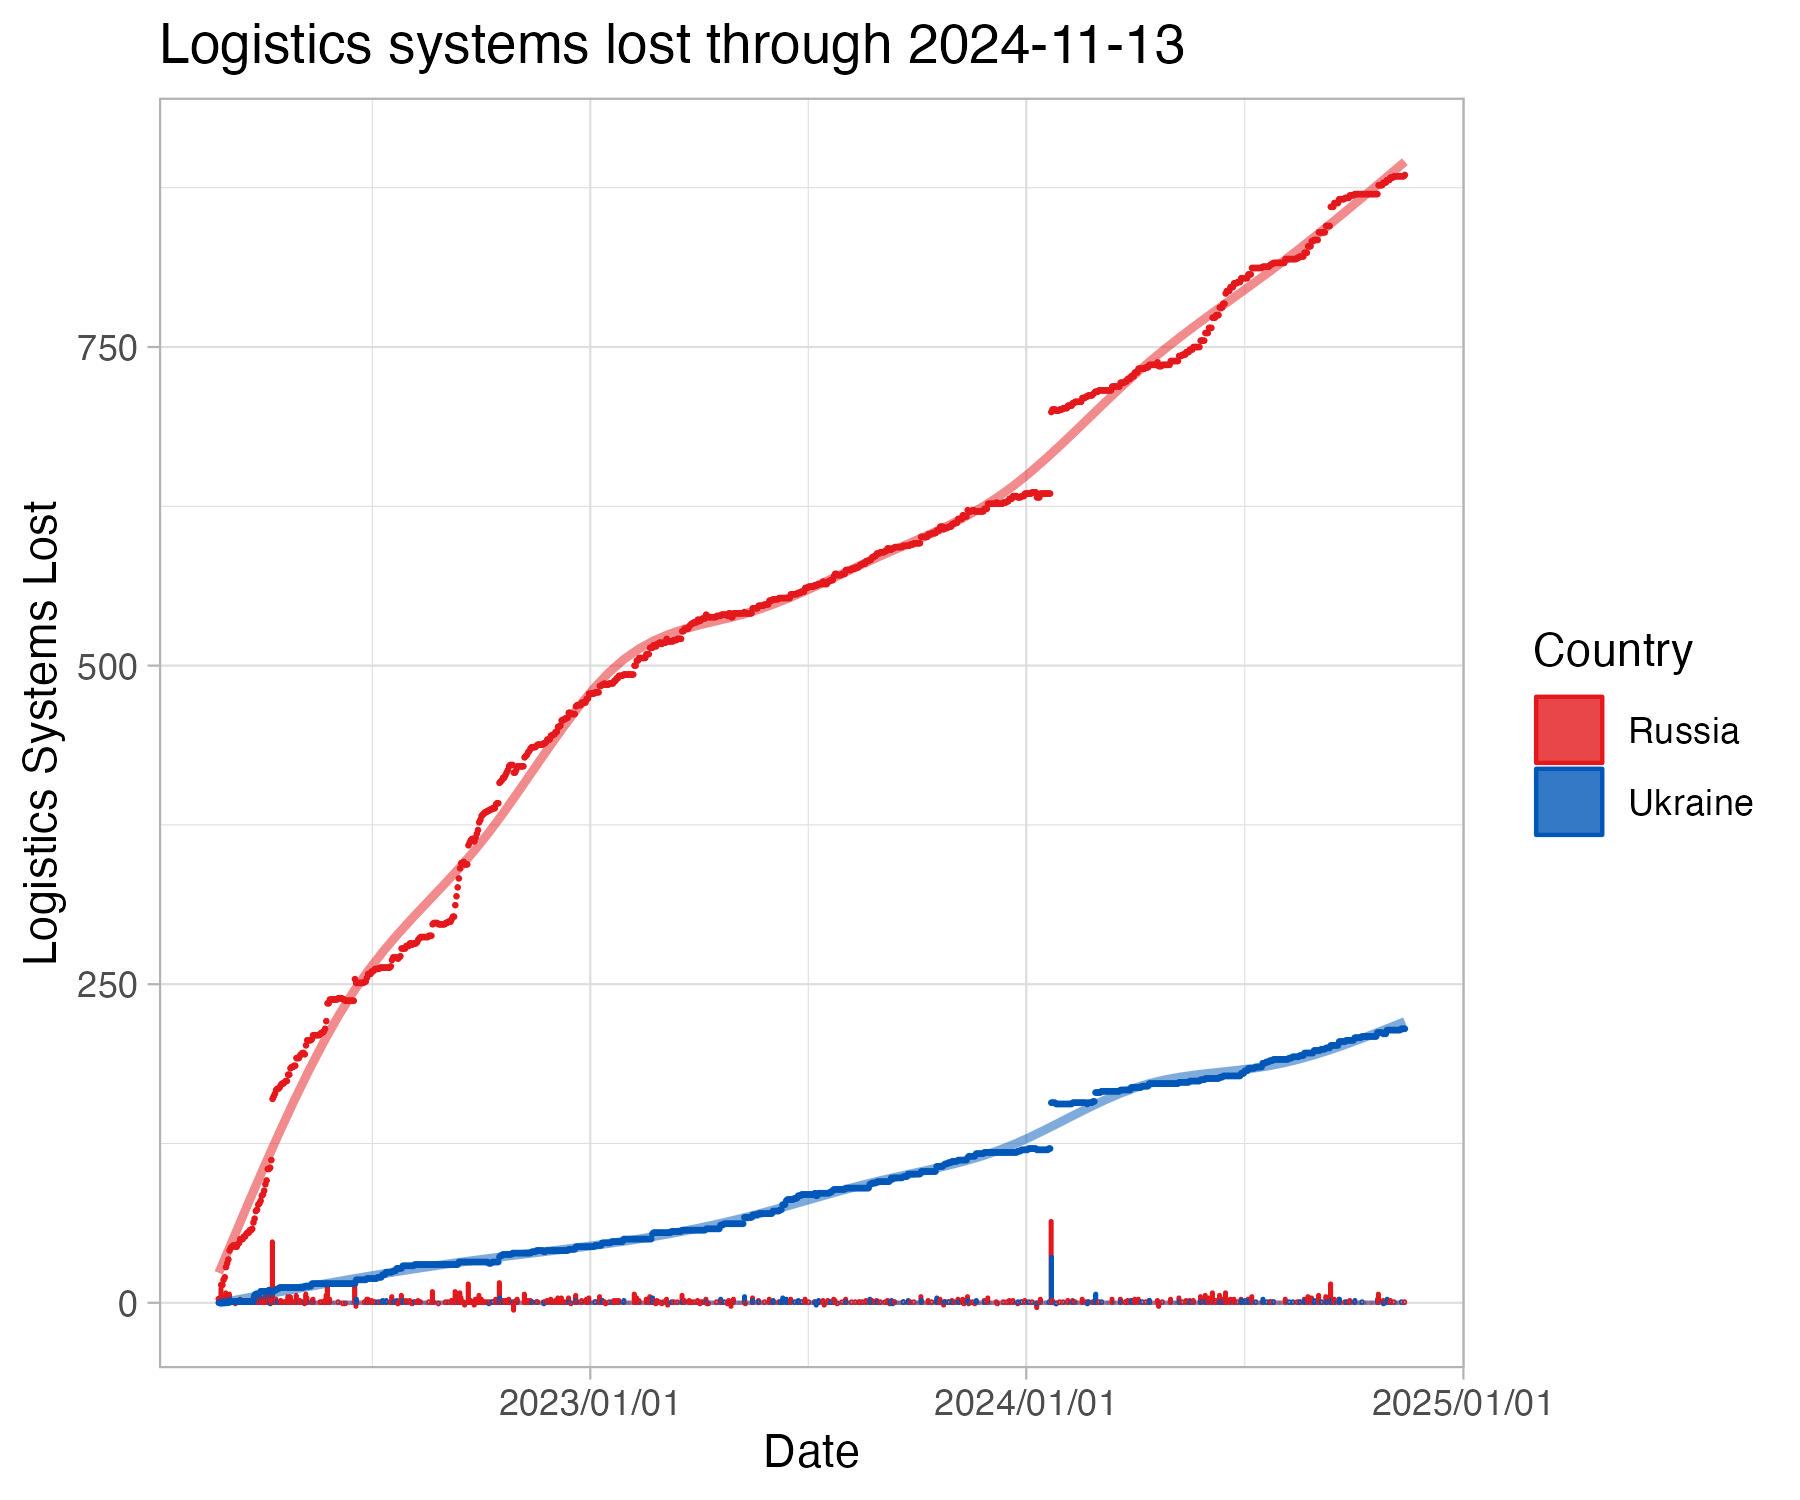 Logistics systems lost through 2024-11-13
Logistics Systems Lost
750
500
250
0
2023/01/01
2024/01/01
2025/01/01
Date
Country
Russia
Ukraine